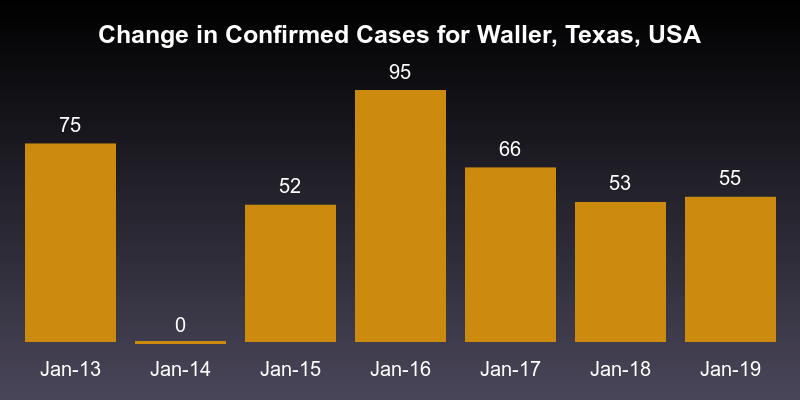 Change in Confirmed Cases for Waller, Texas, USA
75
0
52
95
66
53
55
Jan-13
Jan-14
Jan-15
Jan-16
Jan-17
Jan-18
Jan-19